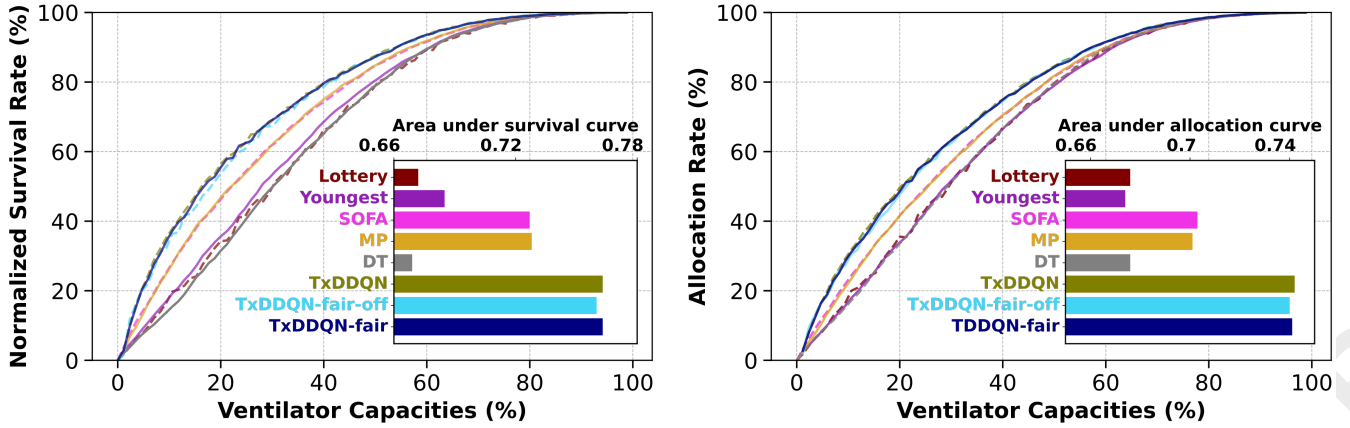 Normalized Survival Rate (%)
100
80
60
40
20
0
0 20 40 60 80 100
Ventilator Capacities (%)
Area under survival curve
0.66 0.72 0.78
Lottery
Youngest
SOFA
MP
DT
TxDDQN
TxDDQN-fair-off
TxDDQN-fair
Allocation Rate (%)
100
80
60
40
20
0
0 20 40 60 80 100
Ventilator Capacities (%)
Area under allocation curve
0.66 0.7 0.74
Lottery
Youngest
SOFA
MP
DT
TxDDQN
TxDDQN-fair-off
TDDQN-fair